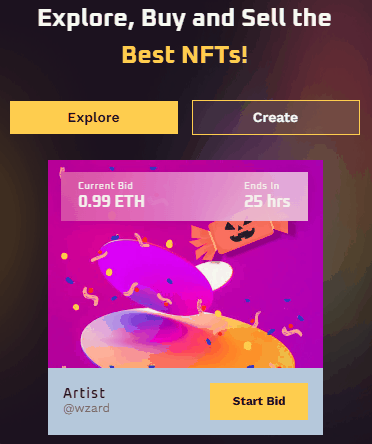 Explore, Buy and Sell the
Best NFTs!
Explore
Create
Current Bid
0.99 ETH
Ends In
25 hrs
Artist
@wzard
Start Bid